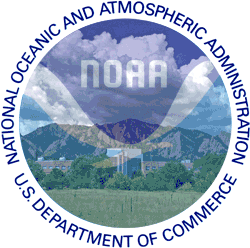 NATIONAL OCEANIC AND ATMOSPHERIC ADMINISTRATION
NOAA
U.S. DEPARTMENT OF COMMERCE